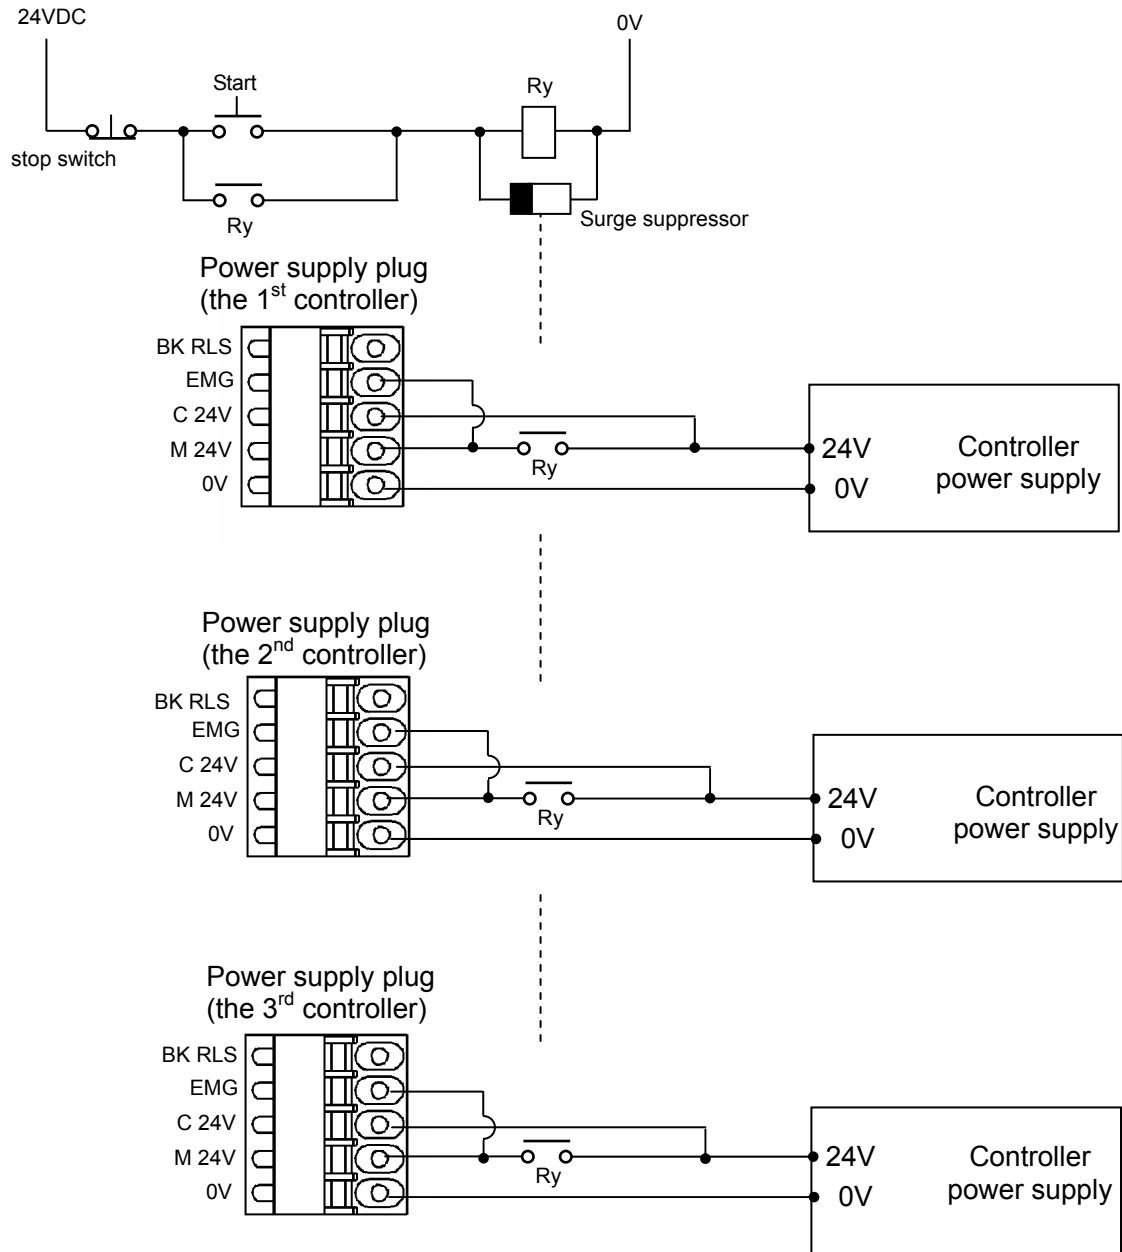 24VDC
0V
Start
Ry
stop switch
Ry
Surge suppressor
Power supply plug
(the 1st controller)
BK RLS
EMG
C 24V
M 24V
0V
Ry
24V
0V
Controller
power supply
Power supply plug
(the 2nd controller)
BK RLS
EMG
C 24V
M 24V
0V
Ry
24V
0V
Controller
power supply
Power supply plug
(the 3rd controller)
BK RLS
EMG
C 24V
M 24V
0V
Ry
24V
0V
Controller
power supply